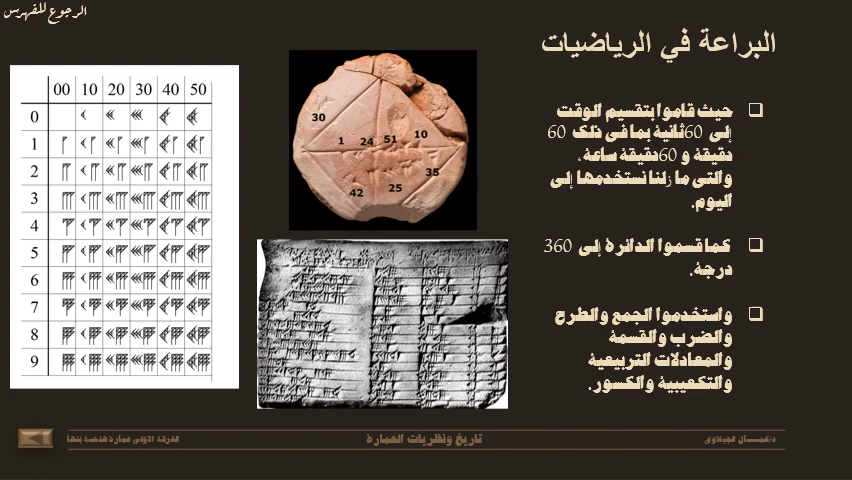 الرجوع للفهرس
البراعة في الرياضيات
حيث قاموا بتقسيم الوقت
إلى 60ثانية بما فى ذلك 60
دقيقة و 60دقيقة ساعة.
والتى ما زلنا نستخدمها إلى
اليوم.
كما قسموا الدائرة إلى 360
درجة.
واستخدموا الجمع والطرح
والضرب والقسمة
والمعادلات التربيعية
والتكعيبية والكسور.
00 10 20 30 40 50
0
1
2
3
4
5
6
7
8
9
30
1 24 51 10
35
42 25
د/كمال الجبلاوى
تاريخ ونظريات العمارة
الفرقة الاولى عمارة هندسة بنها